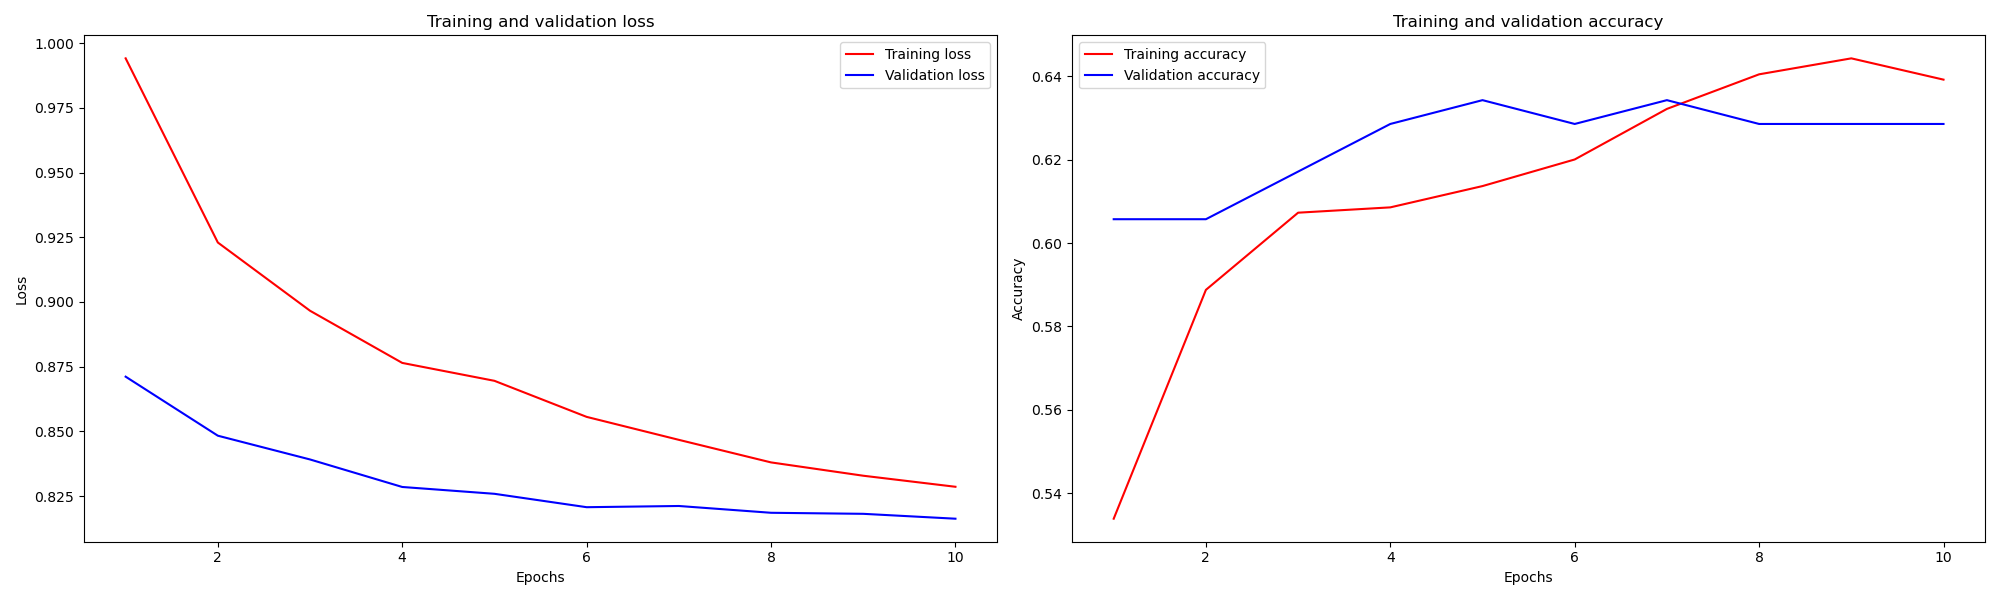 Training and validation loss
1.000
0.975
0.950
0.925
0.900
0.875
0.850
0.825
Loss
2
4
6
8
10
Epochs
Training loss
Validation loss
Training and validation accuracy
0.64
0.62
0.60
0.58
0.56
0.54
Accuracy
2
4
6
8
10
Epochs
Training accuracy
Validation accuracy